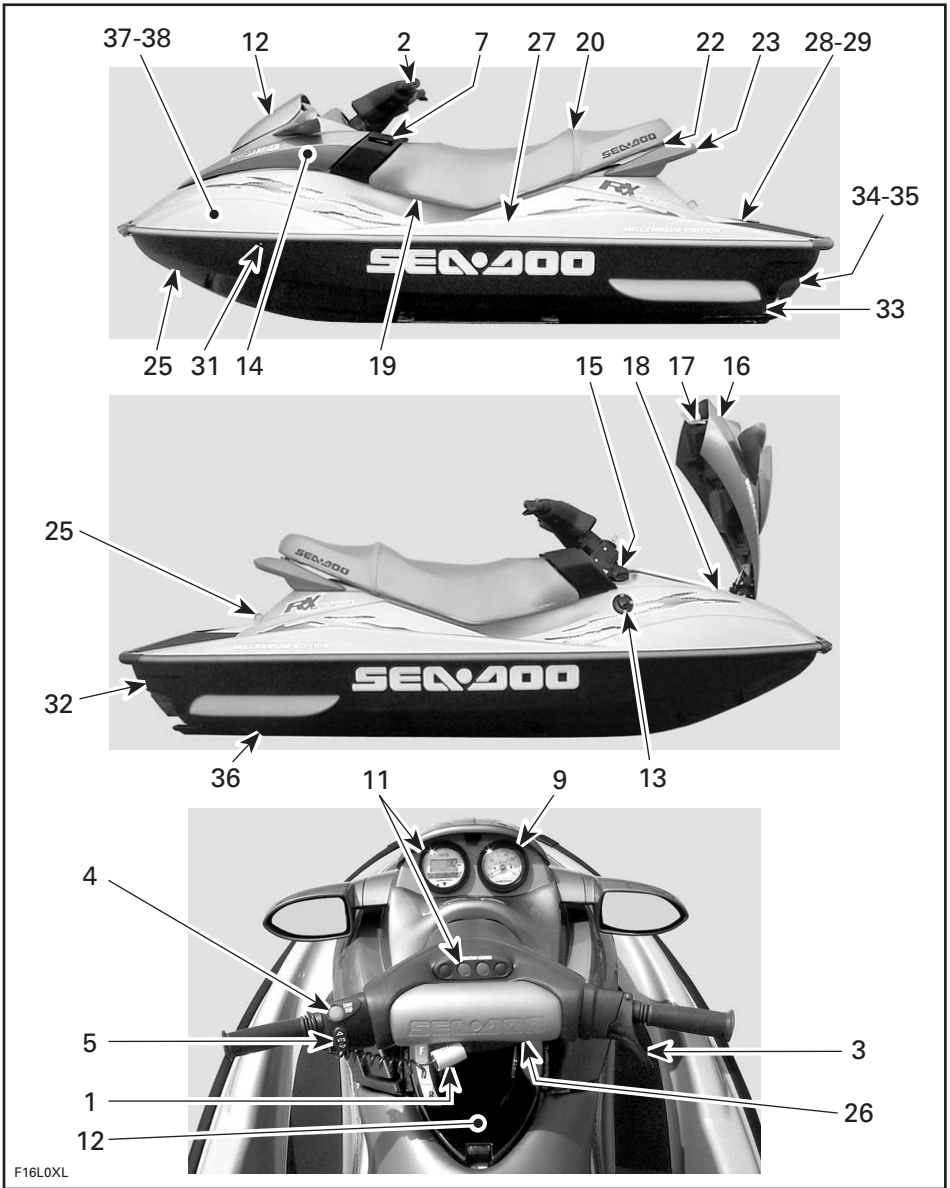 37-38 12 2 7 27 20 22 23 28-29
BOMBARDIER
SEA•DOO
RX
MILLENNIUM EDITION
34-35
SEA•DOO
33
25 31 14 19 15 18 17 16
25
SEA•DOO
RX
MILLENNIUM EDITION
SEA•DOO
32
36 13
11 9
4
SEA•DOO
5
VTS
3
F
1
R
26
12
F16L0XL